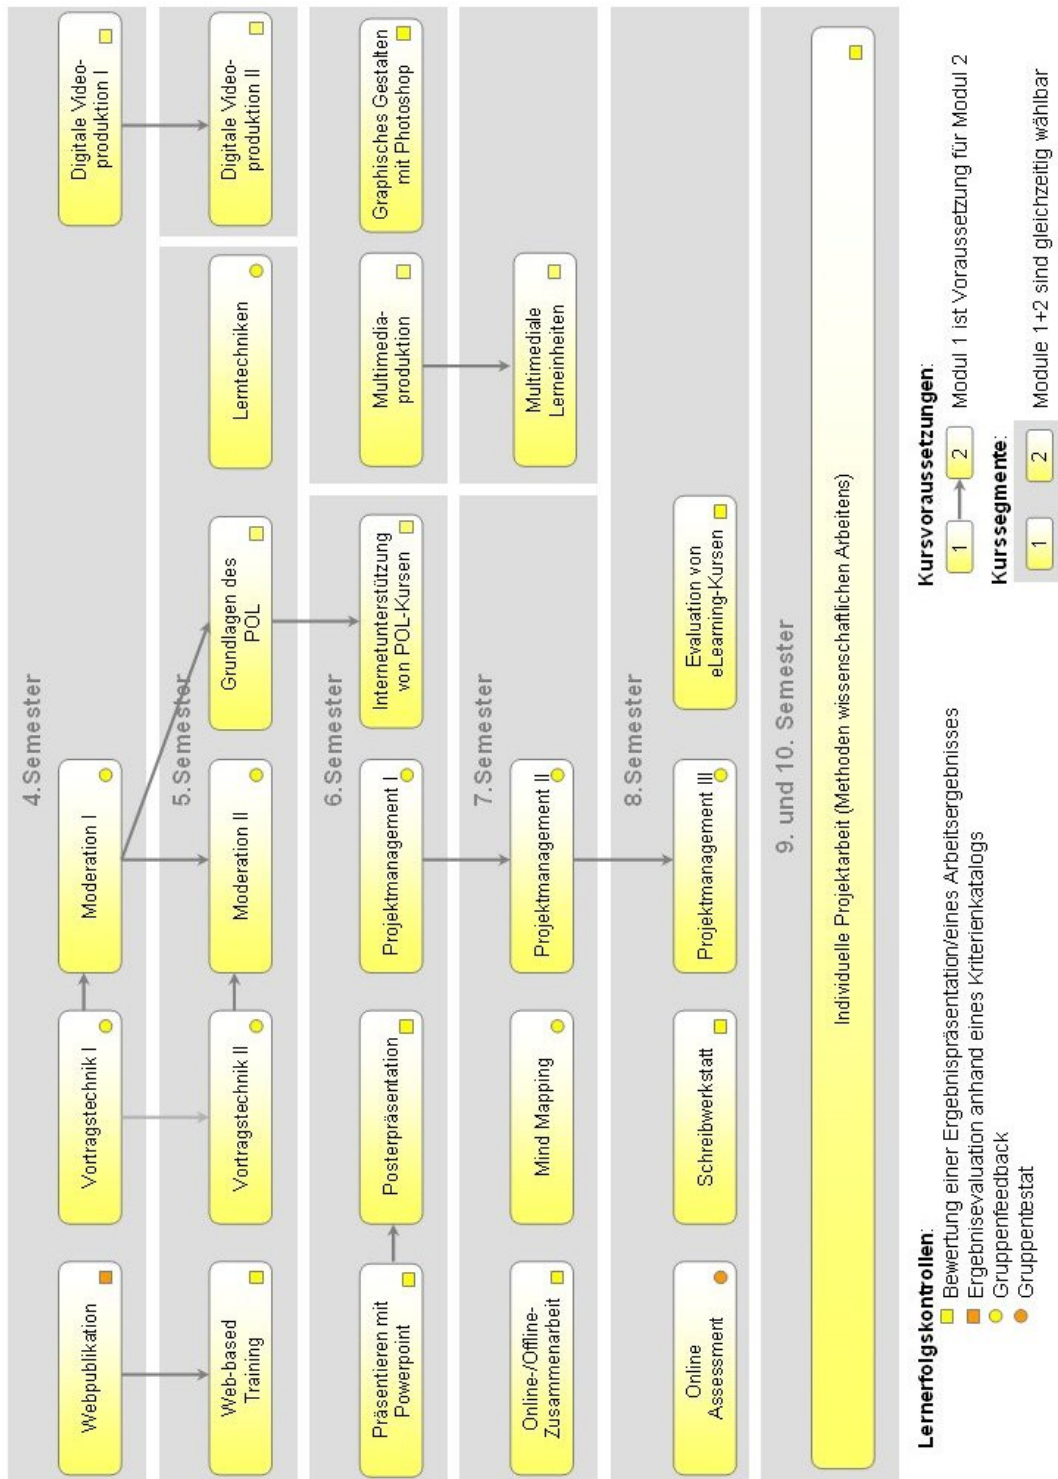 4.Semester
Webpublikation
Vortragstechnik I
Moderation I
Digitale Video-
produktion I
5.Semester
Web-based
Training
Vortragstechnik II
Moderation II
Grundlagen des
POL
Lerntechniken
Digitale Video-
produktion II
6.Semester
Präsentieren mit
Powerpoint
Posterpräsentation
Projektmanagement I
Internetunterstützung
von POL-Kursen
Multimedia-
produktion
Graphisches Gestalten
mit Photoshop
7.Semester
Online-/Offline-
Zusammenarbeit
Mind Mapping
Projektmanagement II
Multimediale
Lerneinheiten
8.Semester
Online
Assessment
Schreibwerkstatt
Projektmanagement III
Evaluation von
eLearning-Kursen
9. und 10. Semester
Individuelle Projektarbeit (Methoden wissenschaftlichen Arbeitens)
Lernerfolgskontrollen:
Bewertung einer Ergebnispräsentation/eines Arbeitsergebnisses
Ergebnisevaluation anhand eines Kriterienkatalogs
Gruppenfeedback
Gruppentestat
Kursvoraussetzungen:
1 2 Modul 1 ist Voraussetzung für Modul 2
Kurssegmente:
1 2 Module 1+2 sind gleichzeitig wählbar